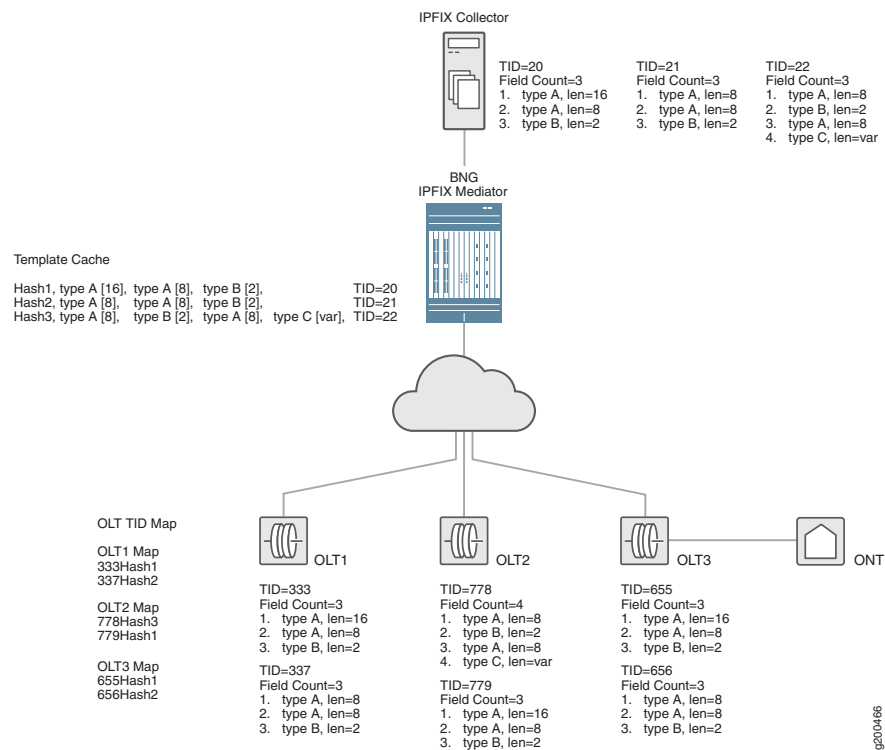 IPFIX Collector
TID=20
Field Count=3
1. type A, len=16
2. type A, len=8
3. type B, len=2
TID=21
Field Count=3
1. type A, len=8
2. type A, len=8
3. type B, len=2
TID=22
Field Count=3
1. type A, len=8
2. type B, len=2
3. type A, len=8
4. type C, len=var
BNG
IPFIX Mediator
Template Cache
Hash1, type A [16], type A [8], type B [2], TID=20
Hash2, type A [8], type A [8], type B [2], TID=21
Hash3, type A [8], type B [2], type A [8], type C [var], TID=22
OLT TID Map
OLT1 Map
333Hash1
337Hash2
OLT2 Map
778Hash3
779Hash1
OLT3 Map
655Hash1
656Hash2
OLT1
TID=333
Field Count=3
1. type A, len=16
2. type A, len=8
3. type B, len=2
TID=337
Field Count=3
1. type A, len=8
2. type A, len=8
3. type B, len=2
OLT2
TID=778
Field Count=4
1. type A, len=8
2. type B, len=2
3. type A, len=8
4. type C, len=var
TID=779
Field Count=3
1. type A, len=16
2. type A, len=8
3. type B, len=2
OLT3
TID=655
Field Count=3
1. type A, len=16
2. type A, len=8
3. type B, len=2
TID=656
Field Count=3
1. type A, len=8
2. type A, len=8
3. type B, len=2
ONT
g200466